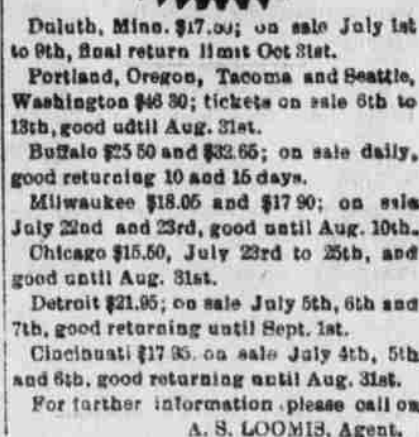 Duluth, Minn. $17.50; on sale July 1st
to 9th, final return limit Oct 31st.
Portland, Oregon, Tacoma and Seattle,
Washington $46 30; tickets on sale 6th to
13th, good udtil Aug. 31st.
Buffalo $25 50 and $32.65; on sale daily,
good returning 10 and 15 days.
Milwaukee $18.05 and $17 90; on sale
July 22nd and 23rd, good until Aug. 10th.
Chicago $15.50, July 23rd to 25th, and
good until Aug. 31st.
Detroit $21.95; on sale July 5th, 6th and
7th, good returning until Sept. 1st.
Cincinnati $17 35. on sale July 4th, 5th
and 6th, good returning until Aug. 31st.
For further information please call on
A. S. LOOMIS, Agent.